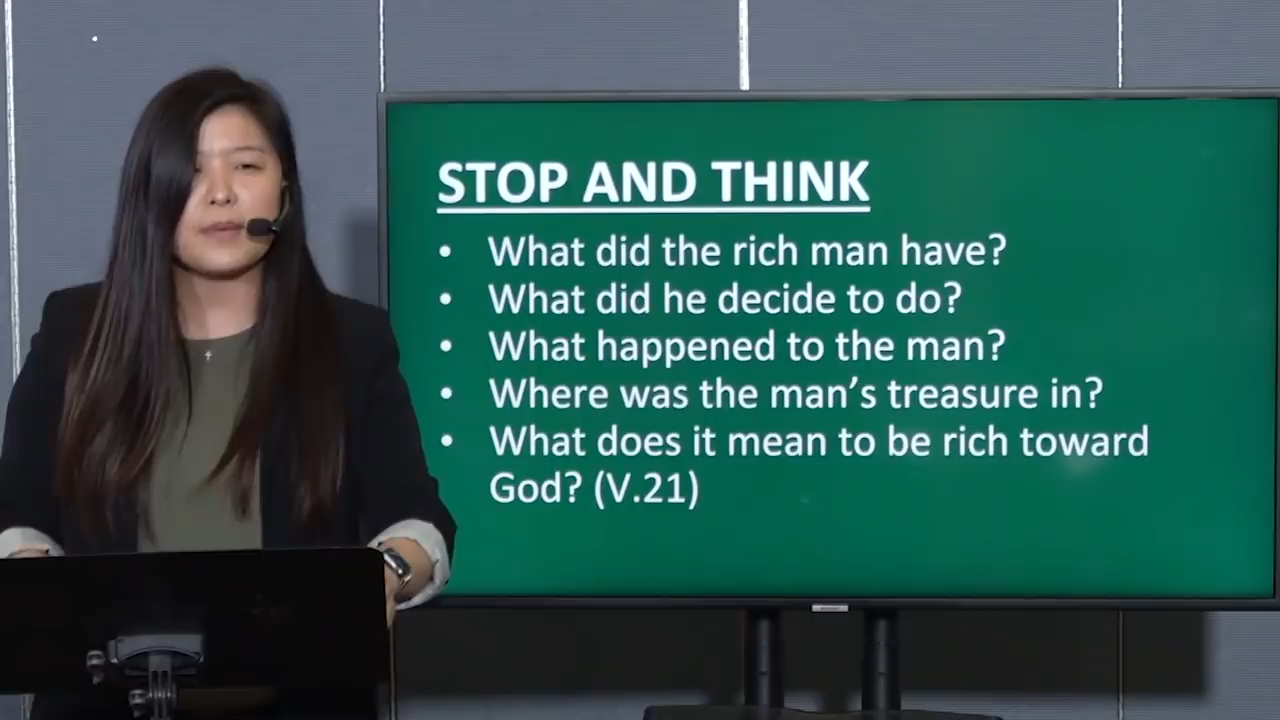 STOP AND THINK
• What did the rich man have?
• What did he decide to do?
• What happened to the man?
• Where was the man’s treasure in?
• What does it mean to be rich toward
God? (V.21)